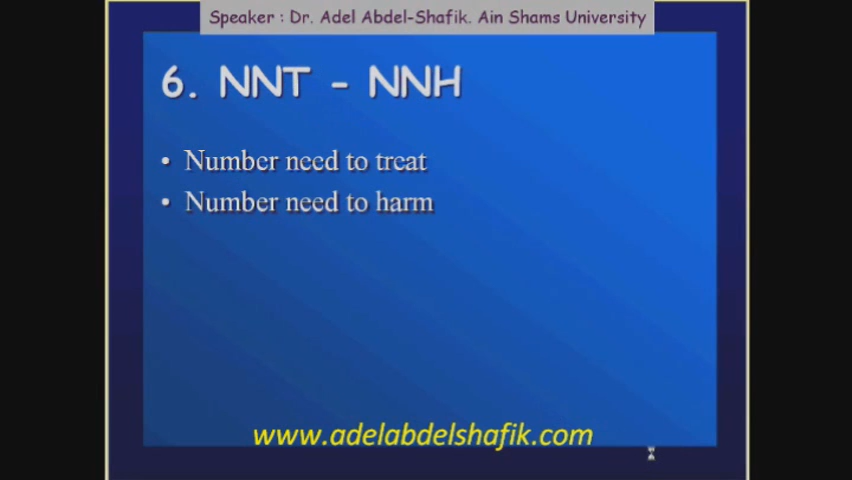 Speaker : Dr. Adel Abdel-Shafik. Ain Shams University
6. NNT - NNH
• Number need to treat
• Number need to harm
www.adelabdelshafik.com